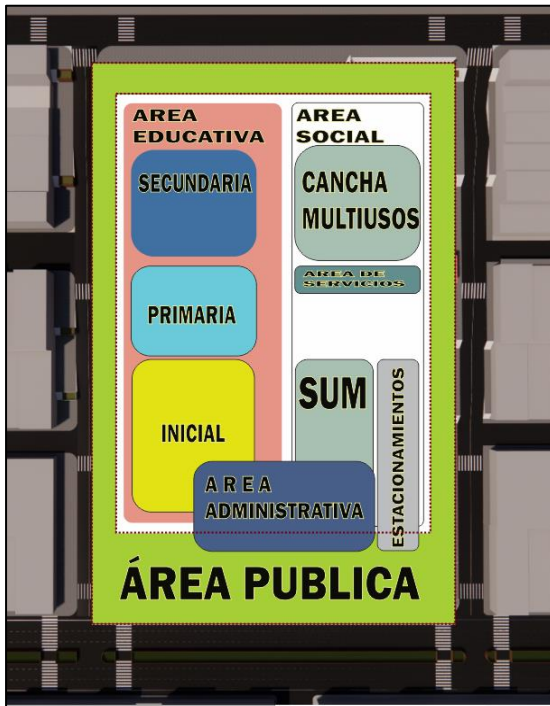 AREA
EDUCATIVA
SECUNDARIA
PRIMARIA
INICIAL
AREA
SOCIAL
CANCHA
MULTIUSOS
AREA DE
SERVICIOS
SUM
ESTACIONAMIENTOS
AREA
ADMINISTRATIVA
ÁREA PUBLICA